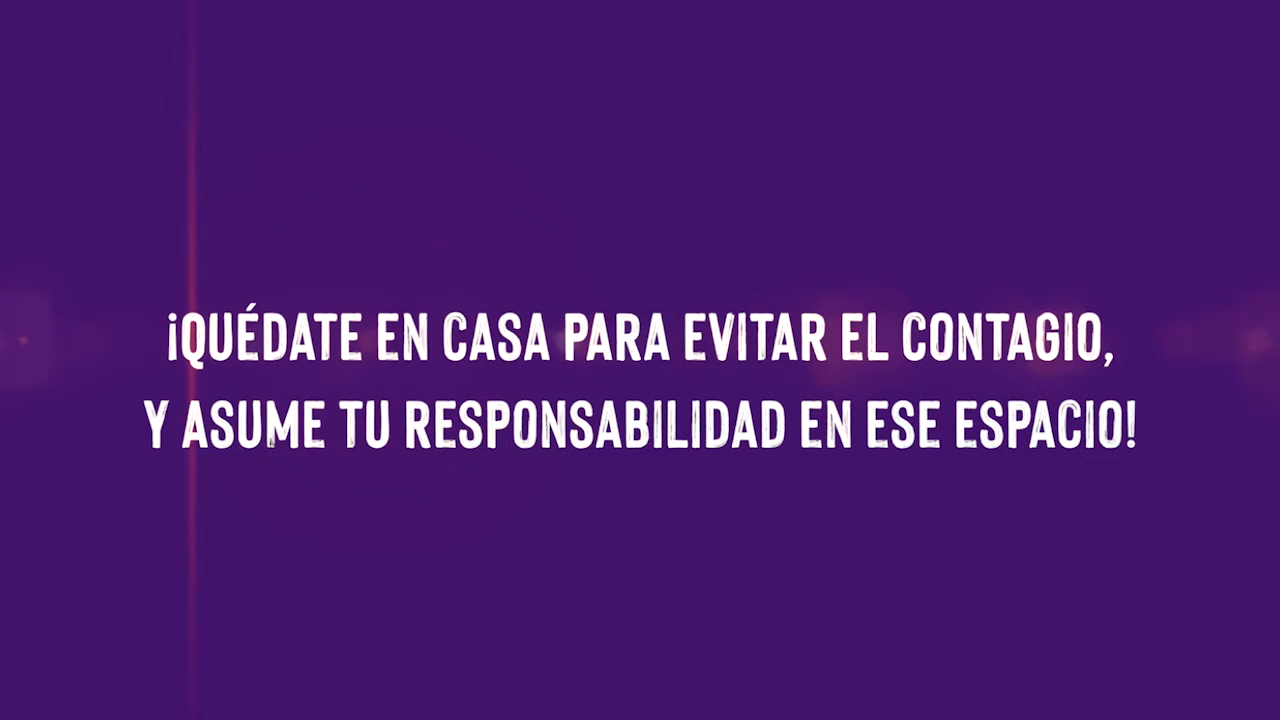 ¡QUÉDATE EN CASA PARA EVITAR EL CONTAGIO,
Y ASUME TU RESPONSABILIDAD EN ESE ESPACIO!